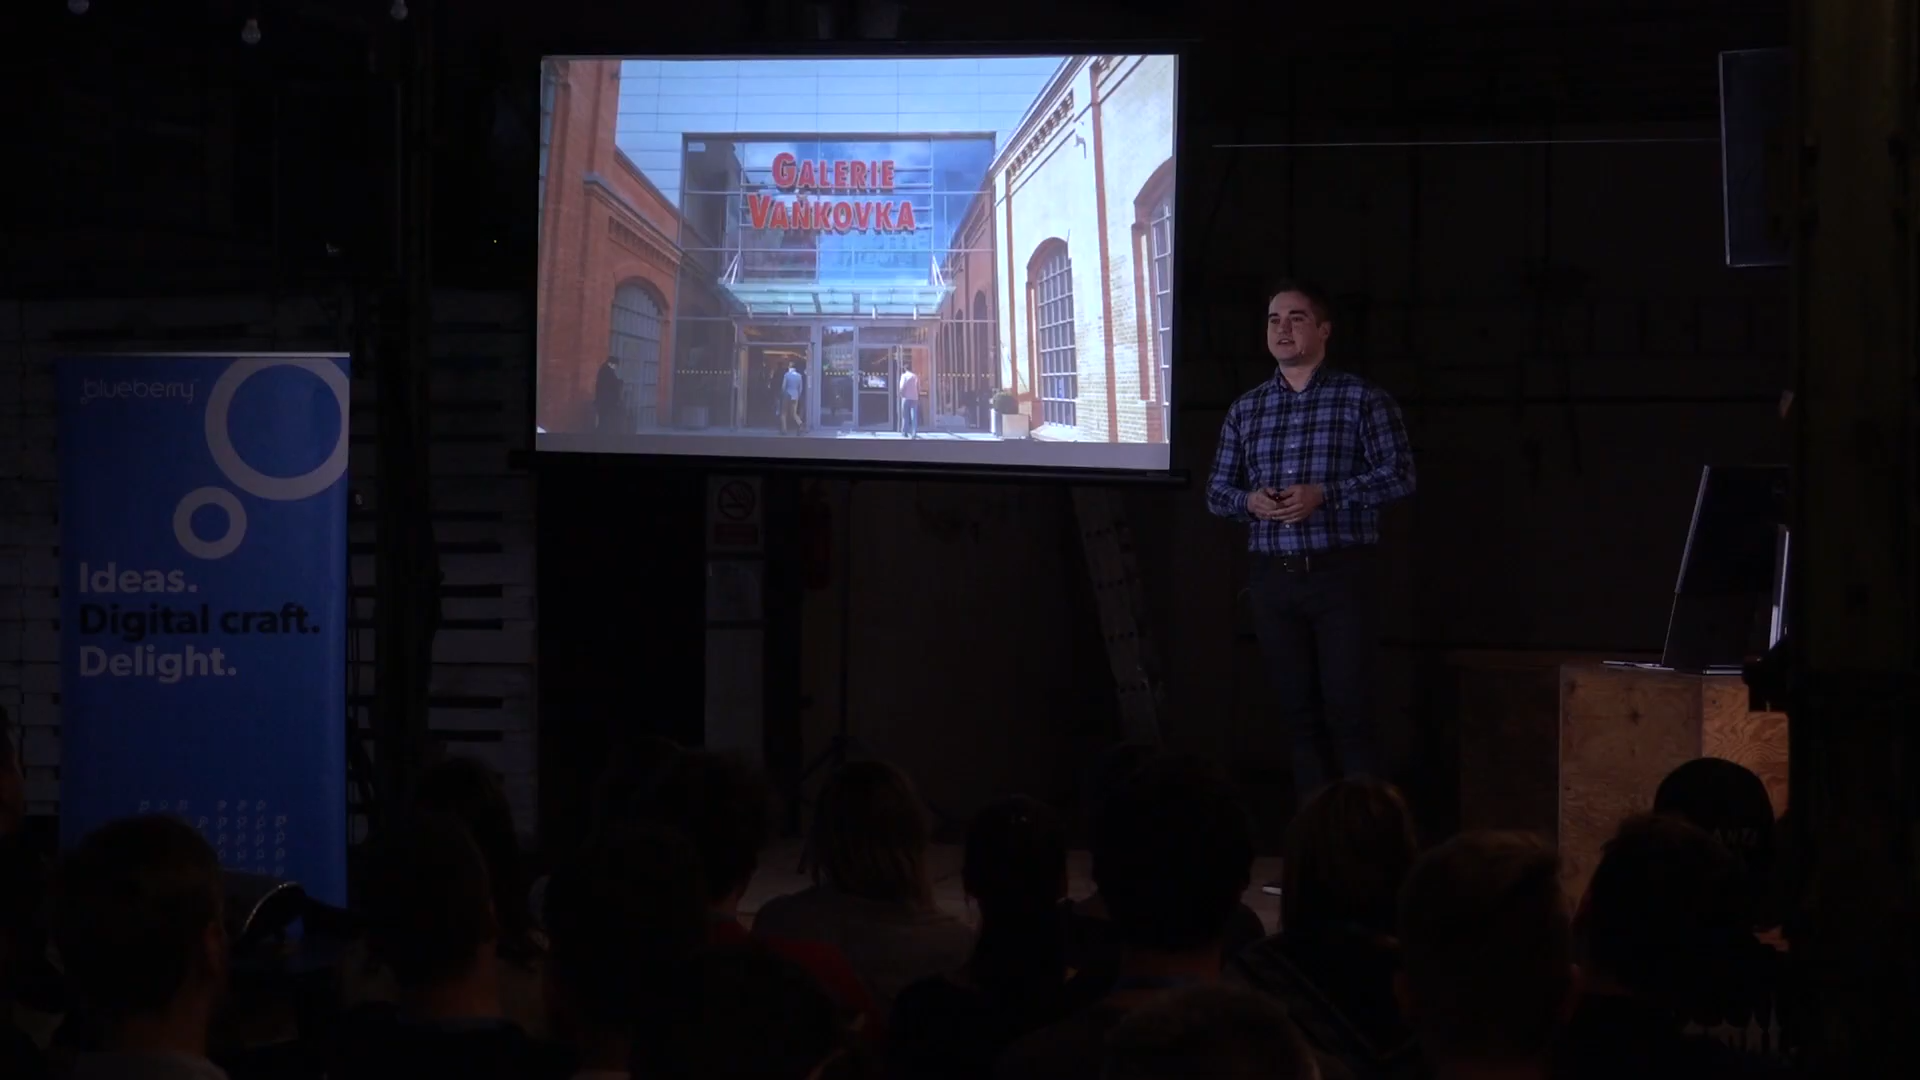 GALERIE
VAŇKOVKA
blueberry
Ideas.
Digital craft.
Delight.